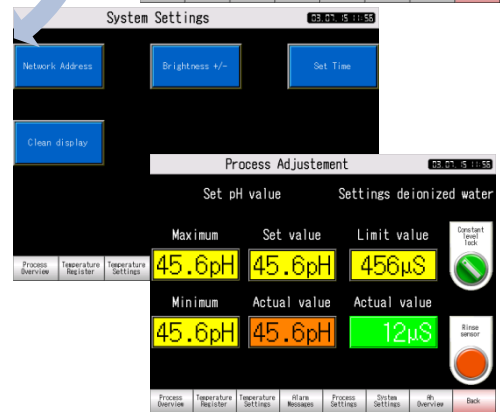 System Settings 03.07.15 11:56
Network Address Brightness +/- Set Time
Clean display
Process Overview Temperature Register Temperature Settings
Process Adjustement 03.07.15 11:56
Set pH value Settings deionized water
Maximum Set value Limit value Constant level lock
45.6pH 45.6pH 456µS
Minimum Actual value Actual value Rinse sensor
45.6pH 45.6pH 12µS
Process Overview Temperature Register Temperature Settings Alarm Messages Process Settings System Settings Ah Overview Back